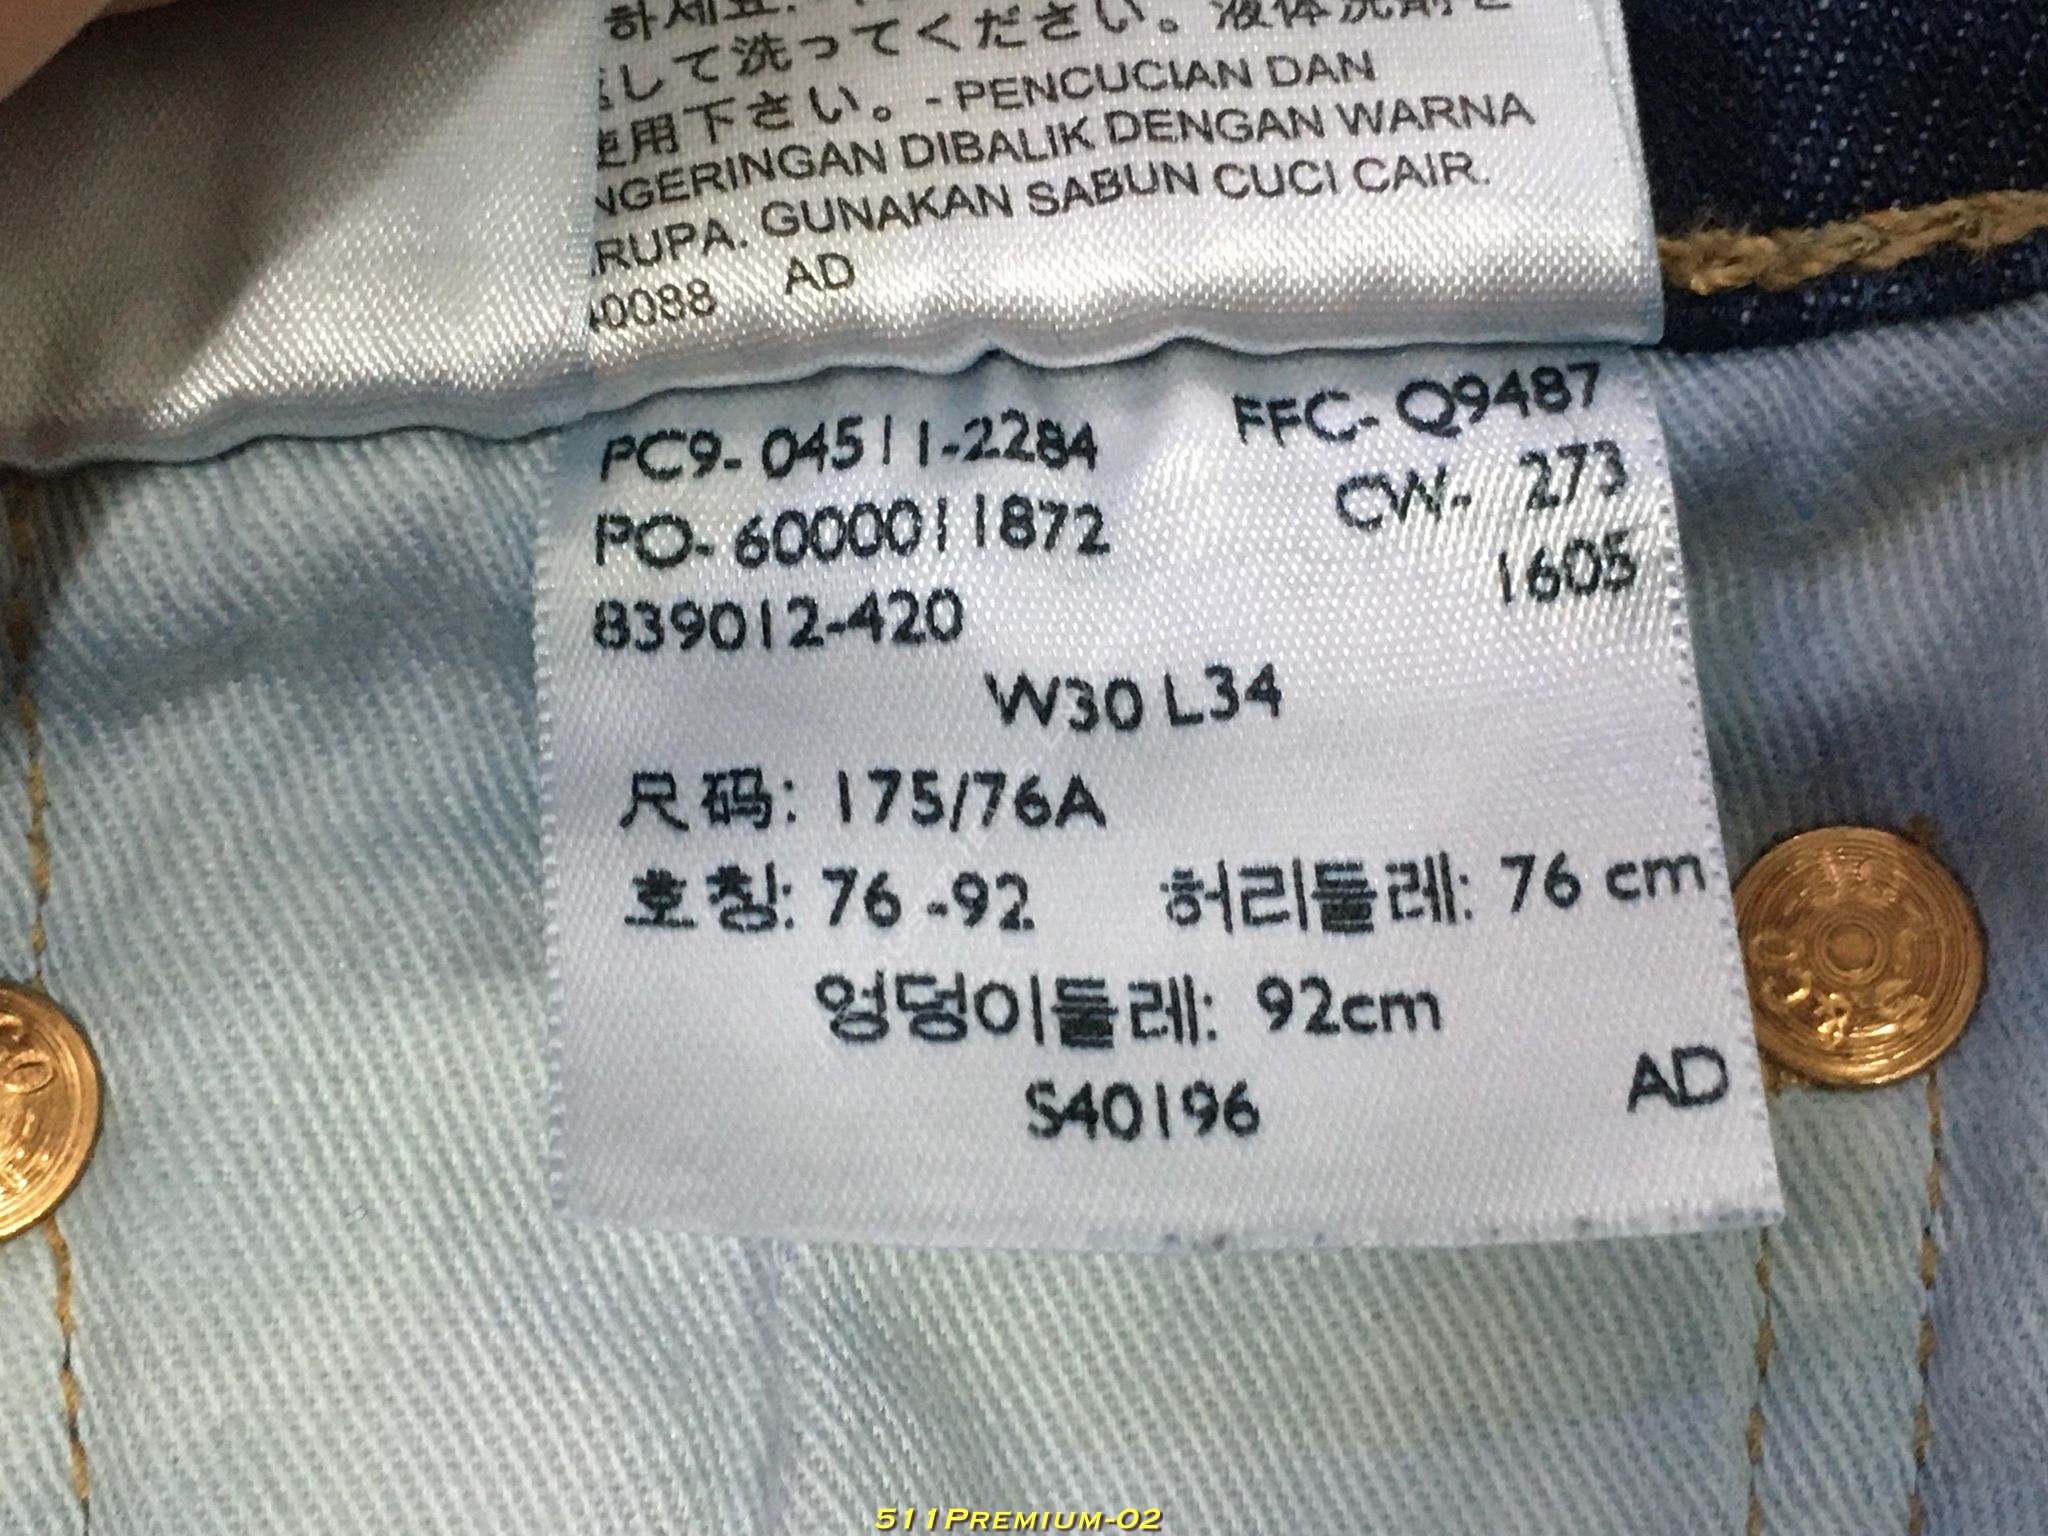 하세요.
して洗ってください。液体洗剤を
使用下さい。- PENCUCIAN DAN
NGERINGAN DIBALIK DENGAN WARNA
RUPA. GUNAKAN SABUN CUCI CAIR.
40088 AD
PC9- 04511-2284 FFC- Q9487
PO- 6000011872 CW- 273
839012-420 1605
W30 L34
尺码: 175/76A
호칭: 76 -92 허리둘레: 76 cm
엉덩이둘레: 92cm
S40196 AD
511Premium-02